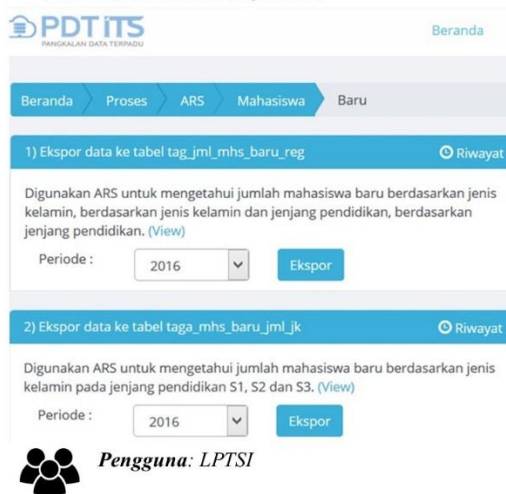 PDT iTS
PANGKALAN DATA TERPADU
Beranda
Beranda Proses ARS Mahasiswa Baru
1) Ekspor data ke tabel tag_jml_mhs_baru_reg Riwayat
Digunakan ARS untuk mengetahui jumlah mahasiswa baru berdasarkan jenis
kelamin, berdasarkan jenis kelamin dan jenjang pendidikan, berdasarkan
jenjang pendidikan. (View)
Periode : 2016 Ekspor
2) Ekspor data ke tabel taga_mhs_baru_jml_jk Riwayat
Digunakan ARS untuk mengetahui jumlah mahasiswa baru berdasarkan jenis
kelamin pada jenjang pendidikan S1, S2 dan S3. (View)
Periode : 2016 Ekspor
Pengguna: LPTSI